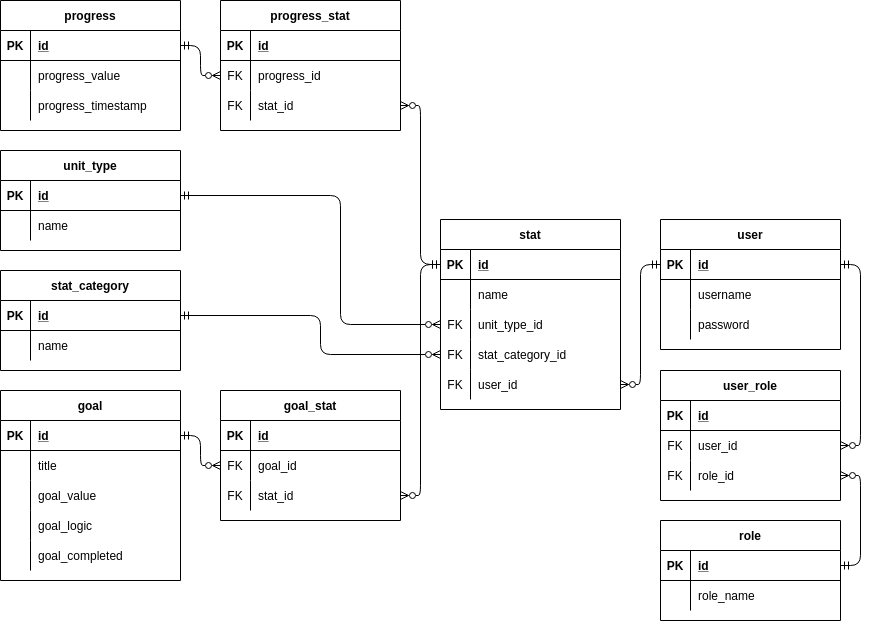 progress
PK id
progress_value
progress_timestamp
progress_stat
PK id
FK progress_id
FK stat_id
unit_type
PK id
name
stat_category
PK id
name
goal
PK id
title
goal_value
goal_logic
goal_completed
goal_stat
PK id
FK goal_id
FK stat_id
stat
PK id
name
FK unit_type_id
FK stat_category_id
FK user_id
user
PK id
username
password
user_role
PK id
FK user_id
FK role_id
role
PK id
role_name